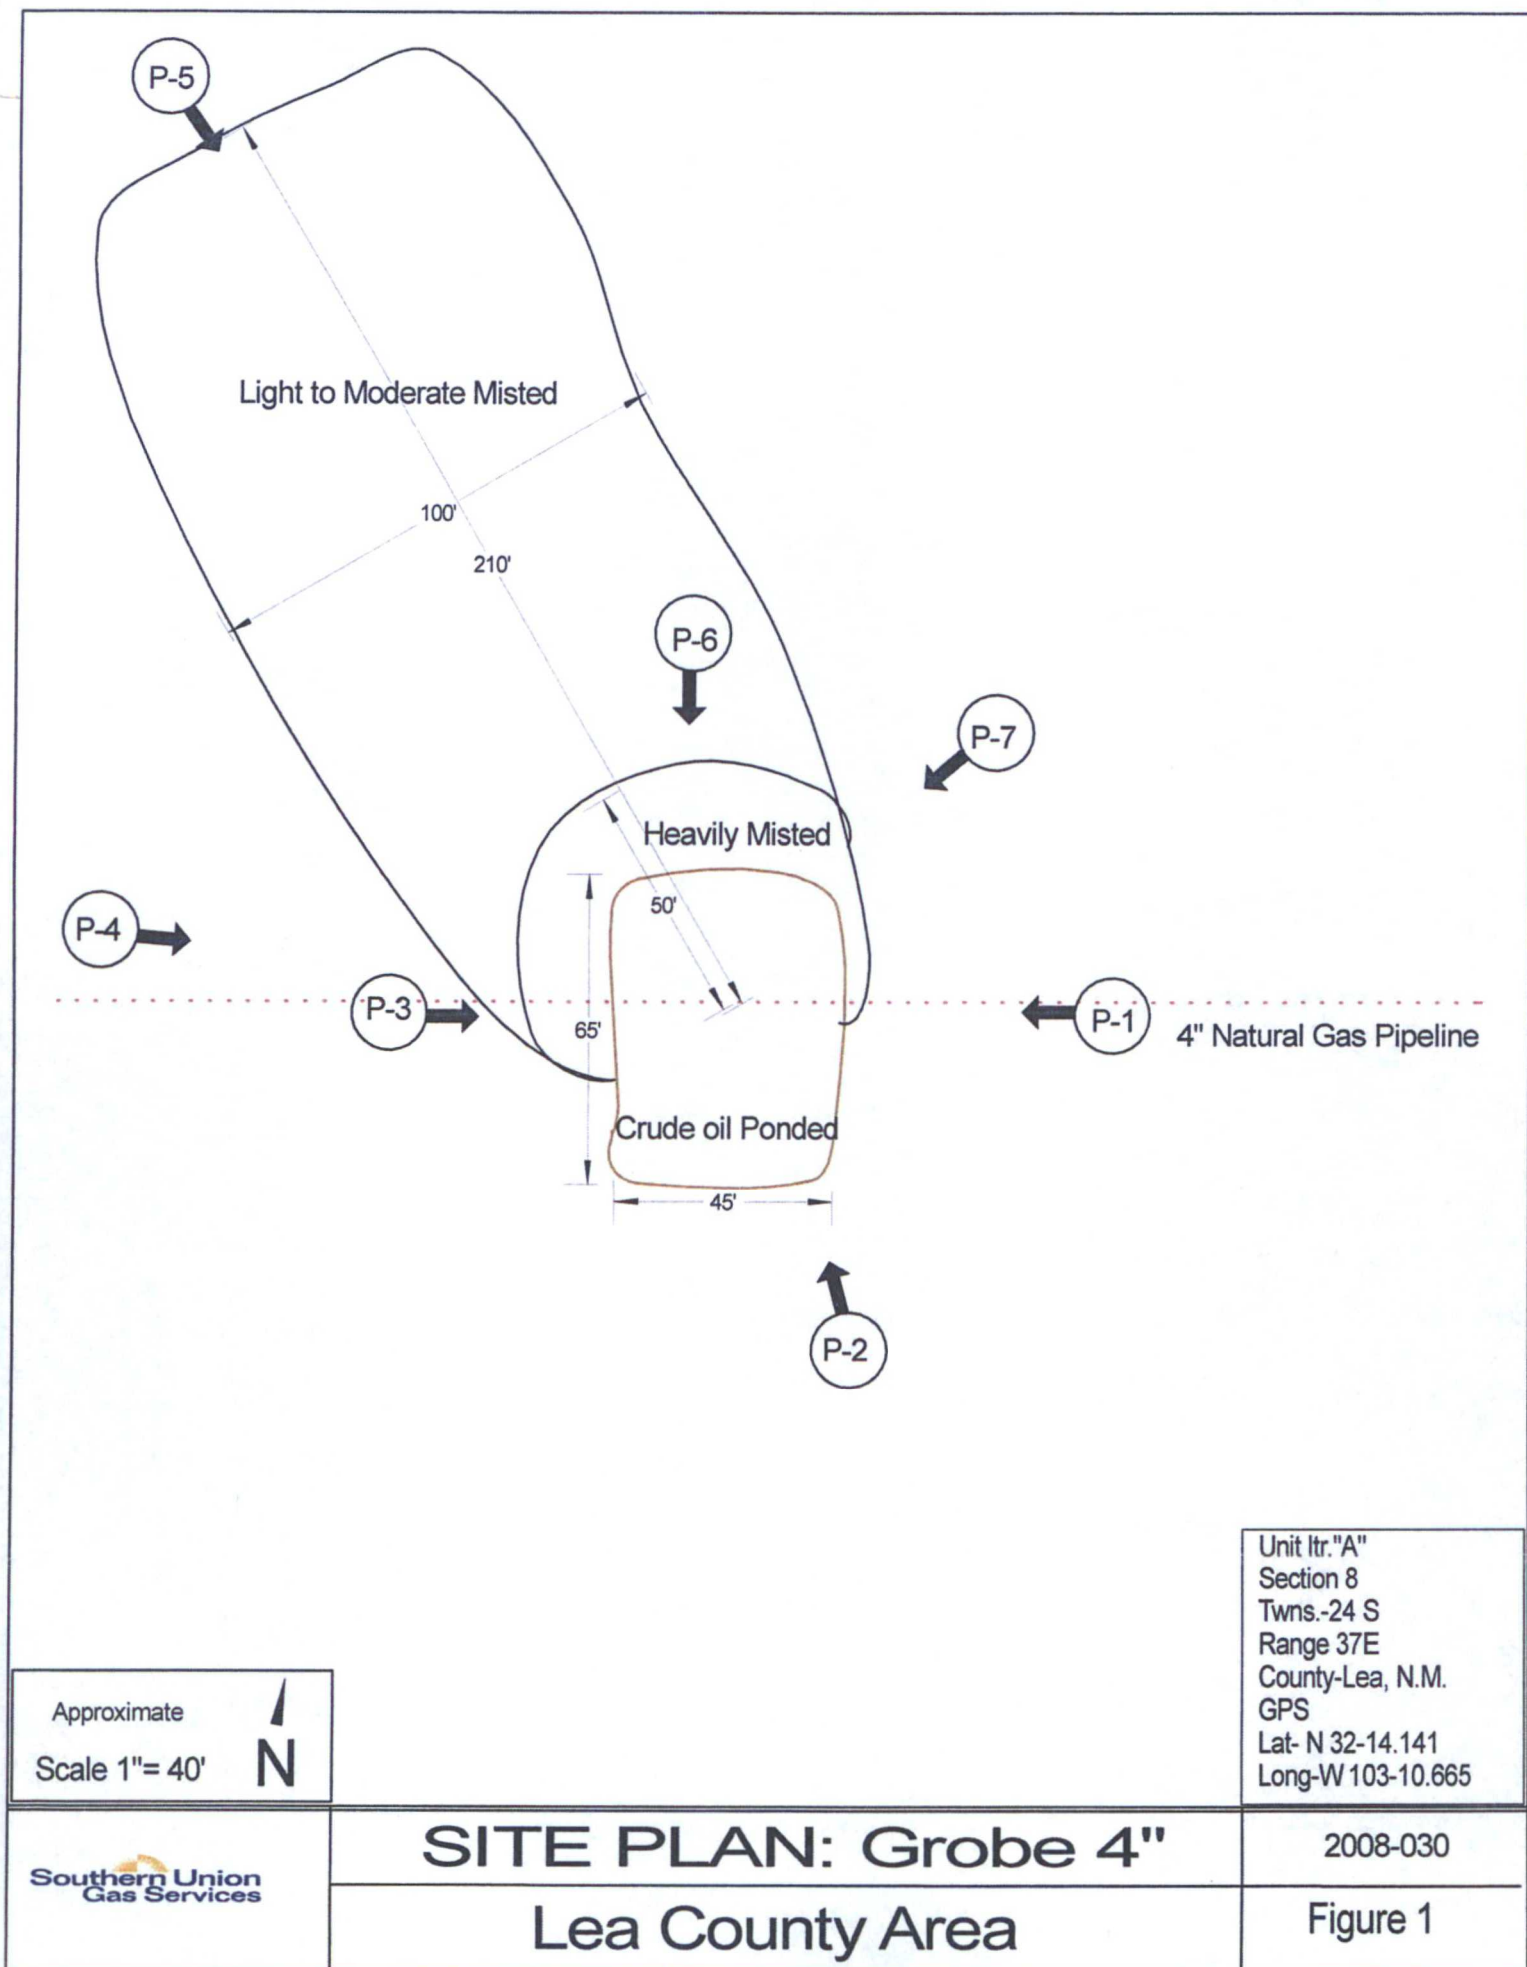 P-5
Light to Moderate Misted
100'
210'
P-6
P-7
Heavily Misted
50'
P-4
P-3
65'
P-1
4" Natural Gas Pipeline
Crude oil Ponded
45'
P-2
Unit ltr."A"
Section 8
Twns.-24 S
Range 37E
County-Lea, N.M.
GPS
Lat- N 32-14.141
Long-W 103-10.665
Approximate
Scale 1"= 40'
N
Southern Union
Gas Services
SITE PLAN: Grobe 4"
2008-030
Lea County Area
Figure 1